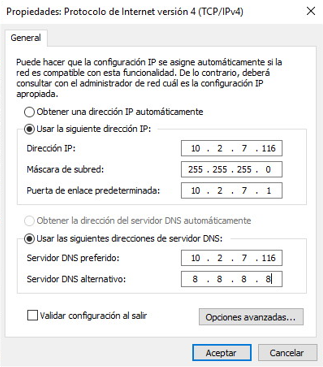 Propiedades: Protocolo de Internet versión 4 (TCP/IPv4)
General
Puede hacer que la configuración IP se asigne automáticamente si la
red es compatible con esta funcionalidad. De lo contrario, deberá
consultar con el administrador de red cuál es la configuración IP
apropiada.
Obtener una dirección IP automáticamente
Usar la siguiente dirección IP:
Dirección IP: 10 . 2 . 7 . 116
Máscara de subred: 255 . 255 . 255 . 0
Puerta de enlace predeterminada: 10 . 2 . 7 . 1
Obtener la dirección del servidor DNS automáticamente
Usar las siguientes direcciones de servidor DNS:
Servidor DNS preferido: 10 . 2 . 7 . 116
Servidor DNS alternativo: 8 . 8 . 8 . 8
Validar configuración al salir
Opciones avanzadas...
Aceptar Cancelar